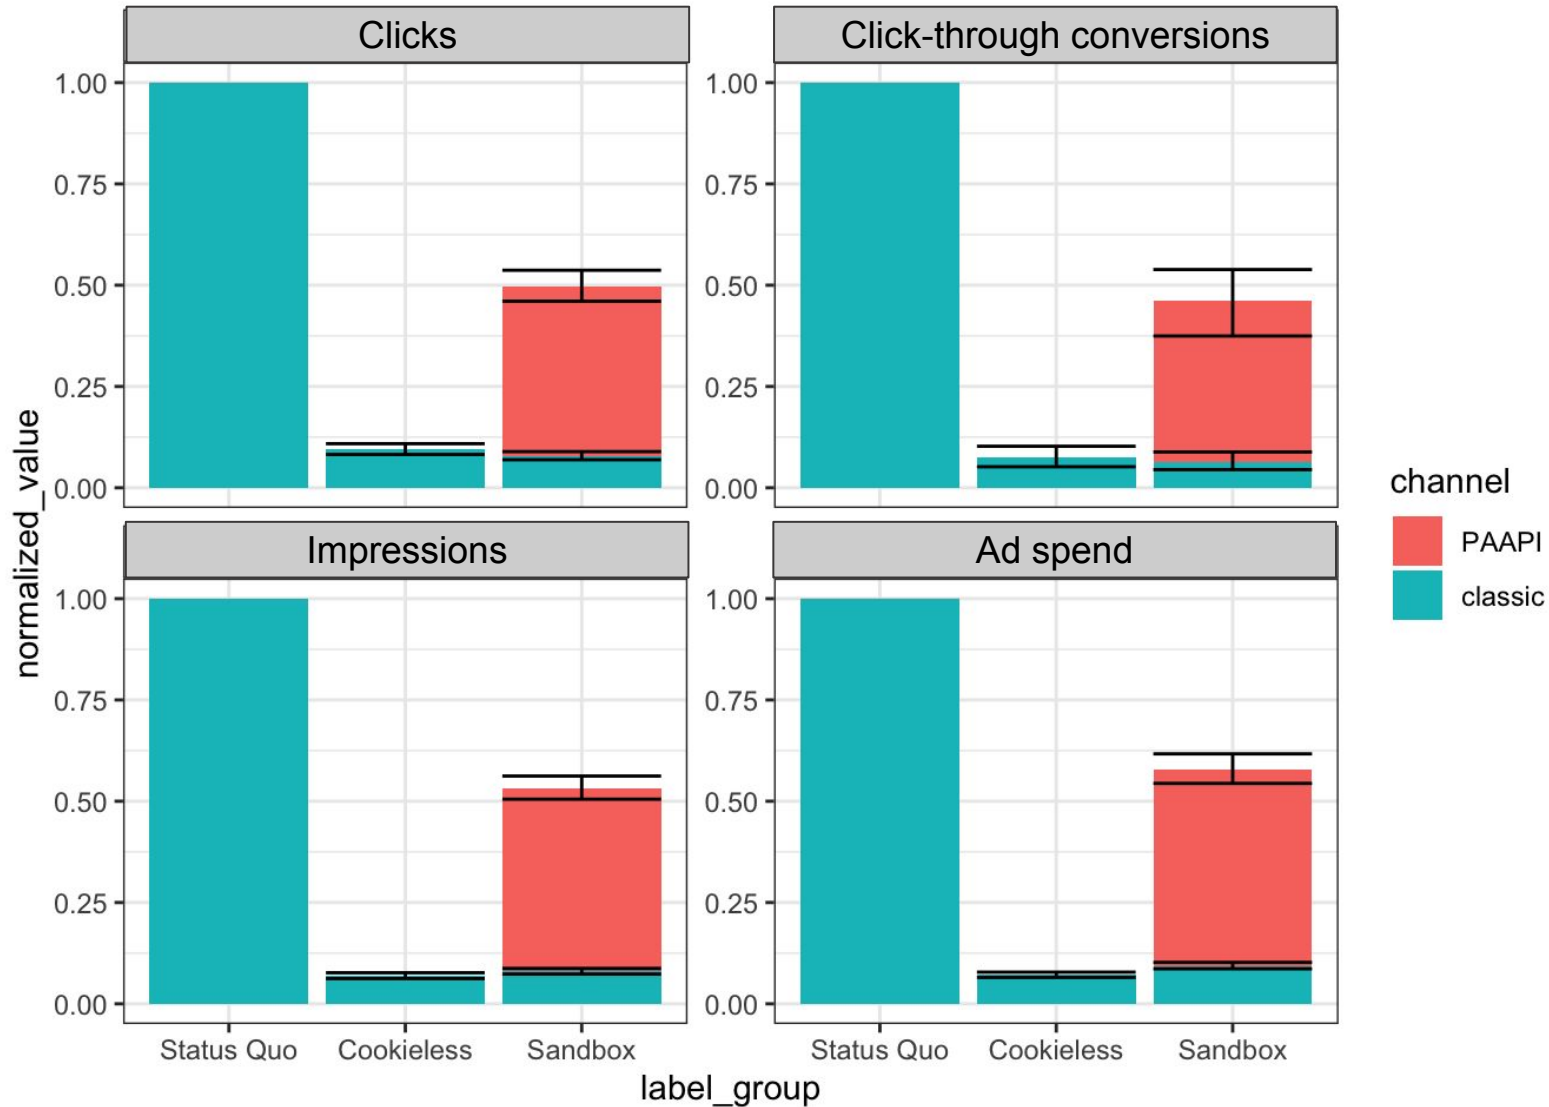 Clicks
Click-through conversions
1.00
0.75
0.50
0.25
0.00
1.00
0.75
0.50
0.25
0.00
Impressions
Ad spend
1.00
0.75
0.50
0.25
0.00
1.00
0.75
0.50
0.25
0.00
Status Quo Cookieless Sandbox
Status Quo Cookieless Sandbox
label_group
normalized_value
channel
PAAPI
classic